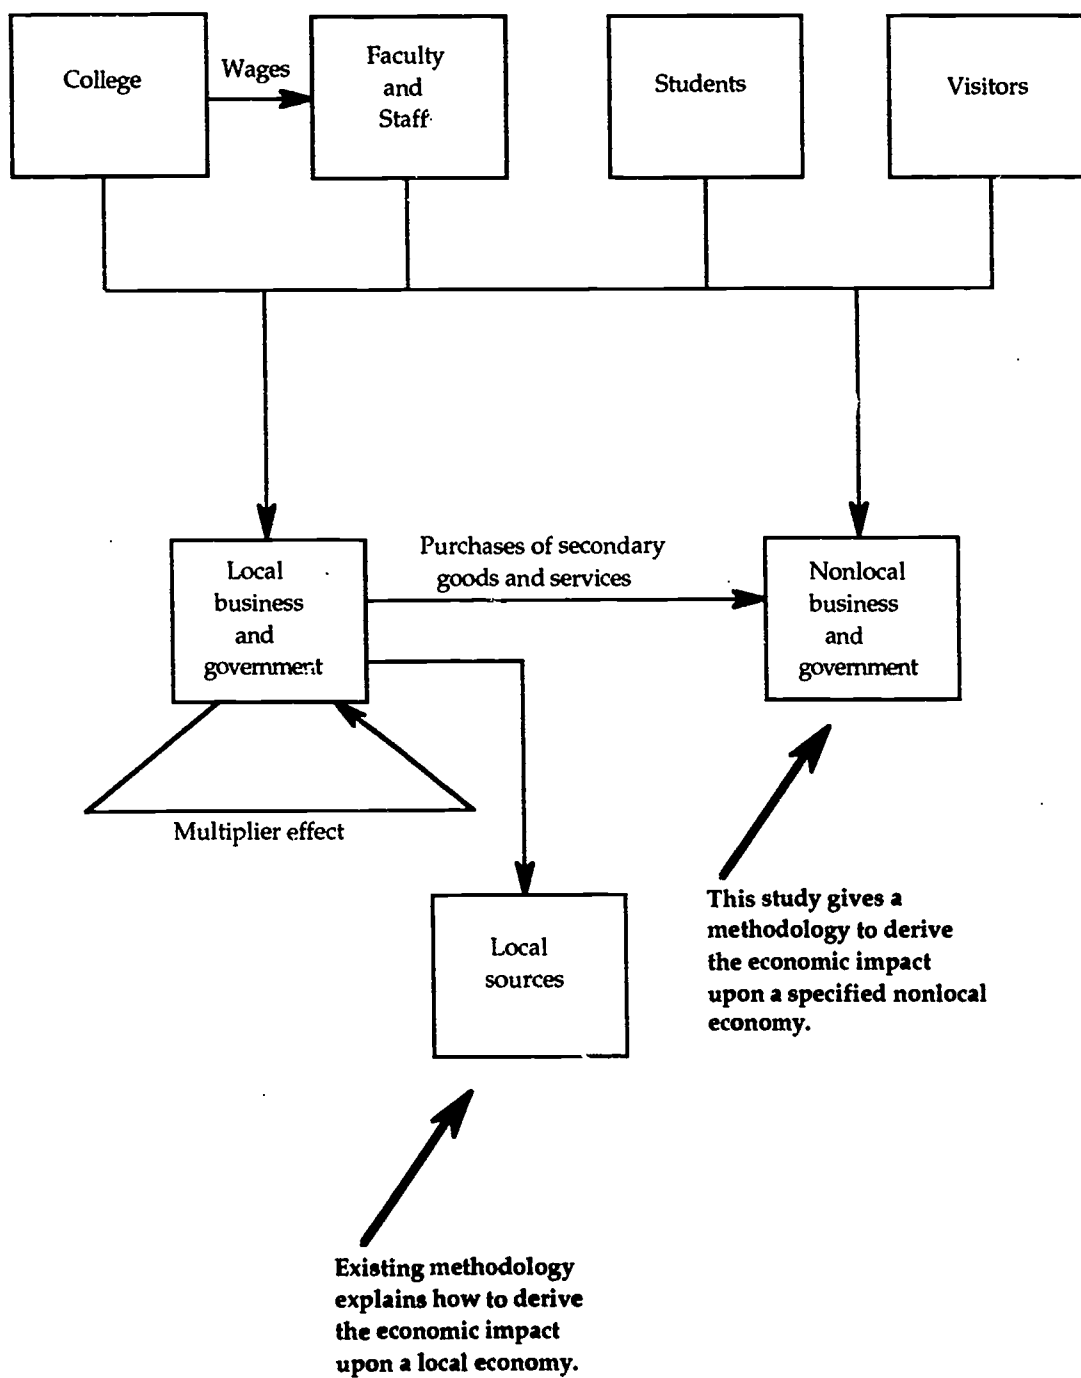 College
Wages
Faculty
and
Staff
Students
Visitors
Local
business
and
government
Purchases of secondary
goods and services
Nonlocal
business
and
government
Multiplier effect
Local
sources
This study gives a
methodology to derive
the economic impact
upon a specified nonlocal
economy.
Existing methodology
explains how to derive
the economic impact
upon a local economy.